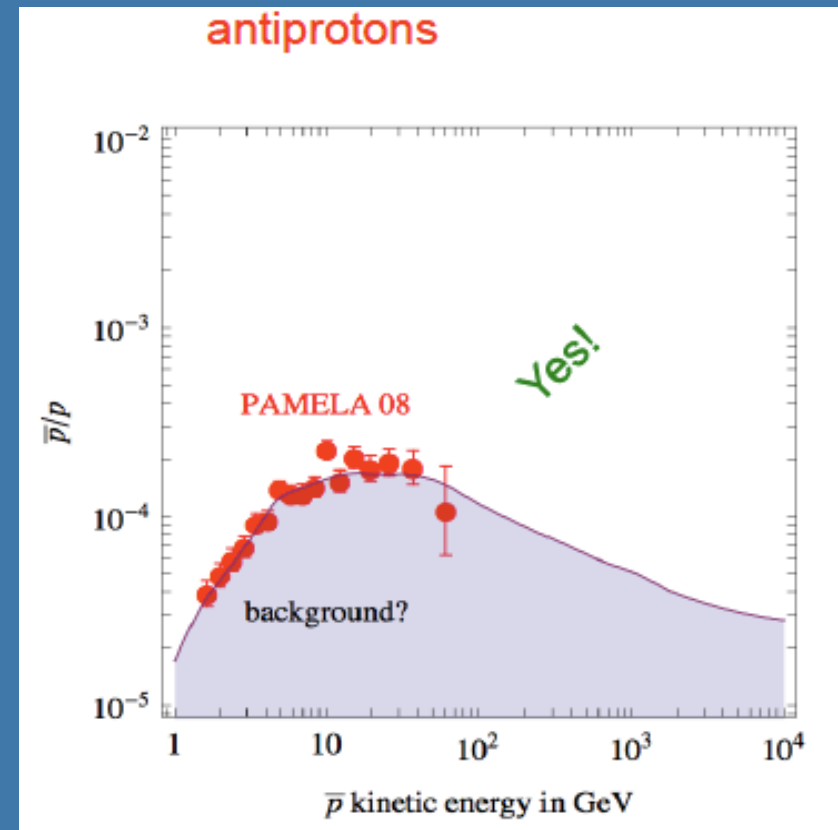 antiprotons
10⁻²
10⁻³
10⁻⁴
10⁻⁵
p̅/p
Yes!
PAMELA 08
background?
1 10 10² 10³ 10⁴
p̅ kinetic energy in GeV